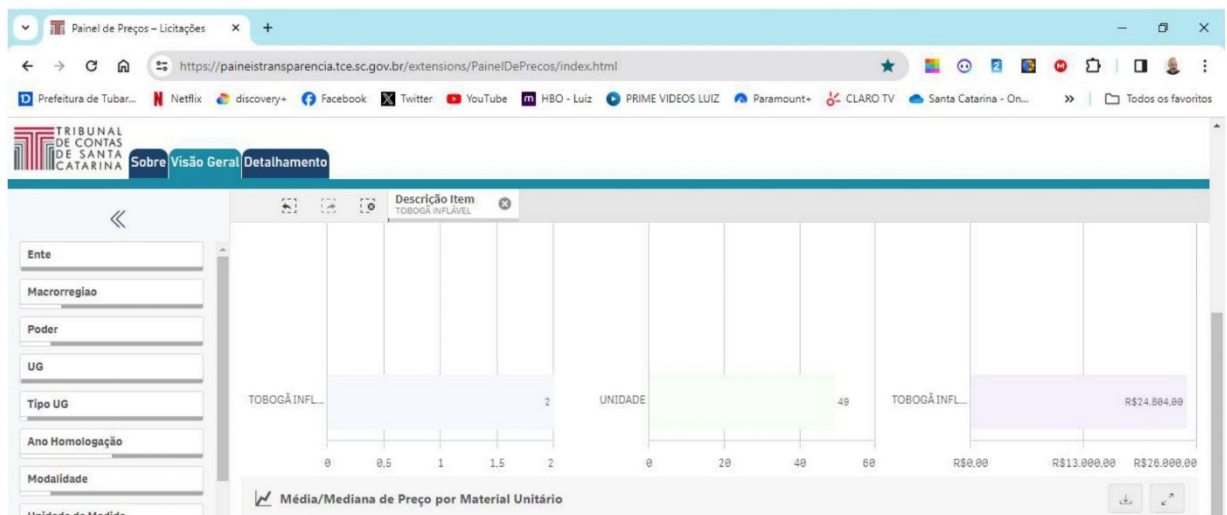 Painel de Preços – Licitações
https://paineistransparencia.tce.sc.gov.br/extensions/PainelDePrecos/index.html
Prefeitura de Tubar... Netflix discovery+ Facebook Twitter YouTube HBO - Luiz PRIME VIDEOS LUIZ Paramount+ CLARO TV Santa Catarina - On... Todos os favoritos
TRIBUNAL
DE CONTAS
DE SANTA
CATARINA
Sobre Visão Geral Detalhamento
Descrição Item
TOBOGÃ INFLÁVEL
Ente
Macrorregiao
Poder
UG
Tipo UG
Ano Homologação
Modalidade
Unidade de Medida
TOBOGÃ INFL... 2 UNIDADE 49 TOBOGÃ INFL... R$24.804,00
0 0.5 1 1.5 2 0 20 40 60 R$0,00 R$13.000,00 R$26.000,00
Média/Mediana de Preço por Material Unitário